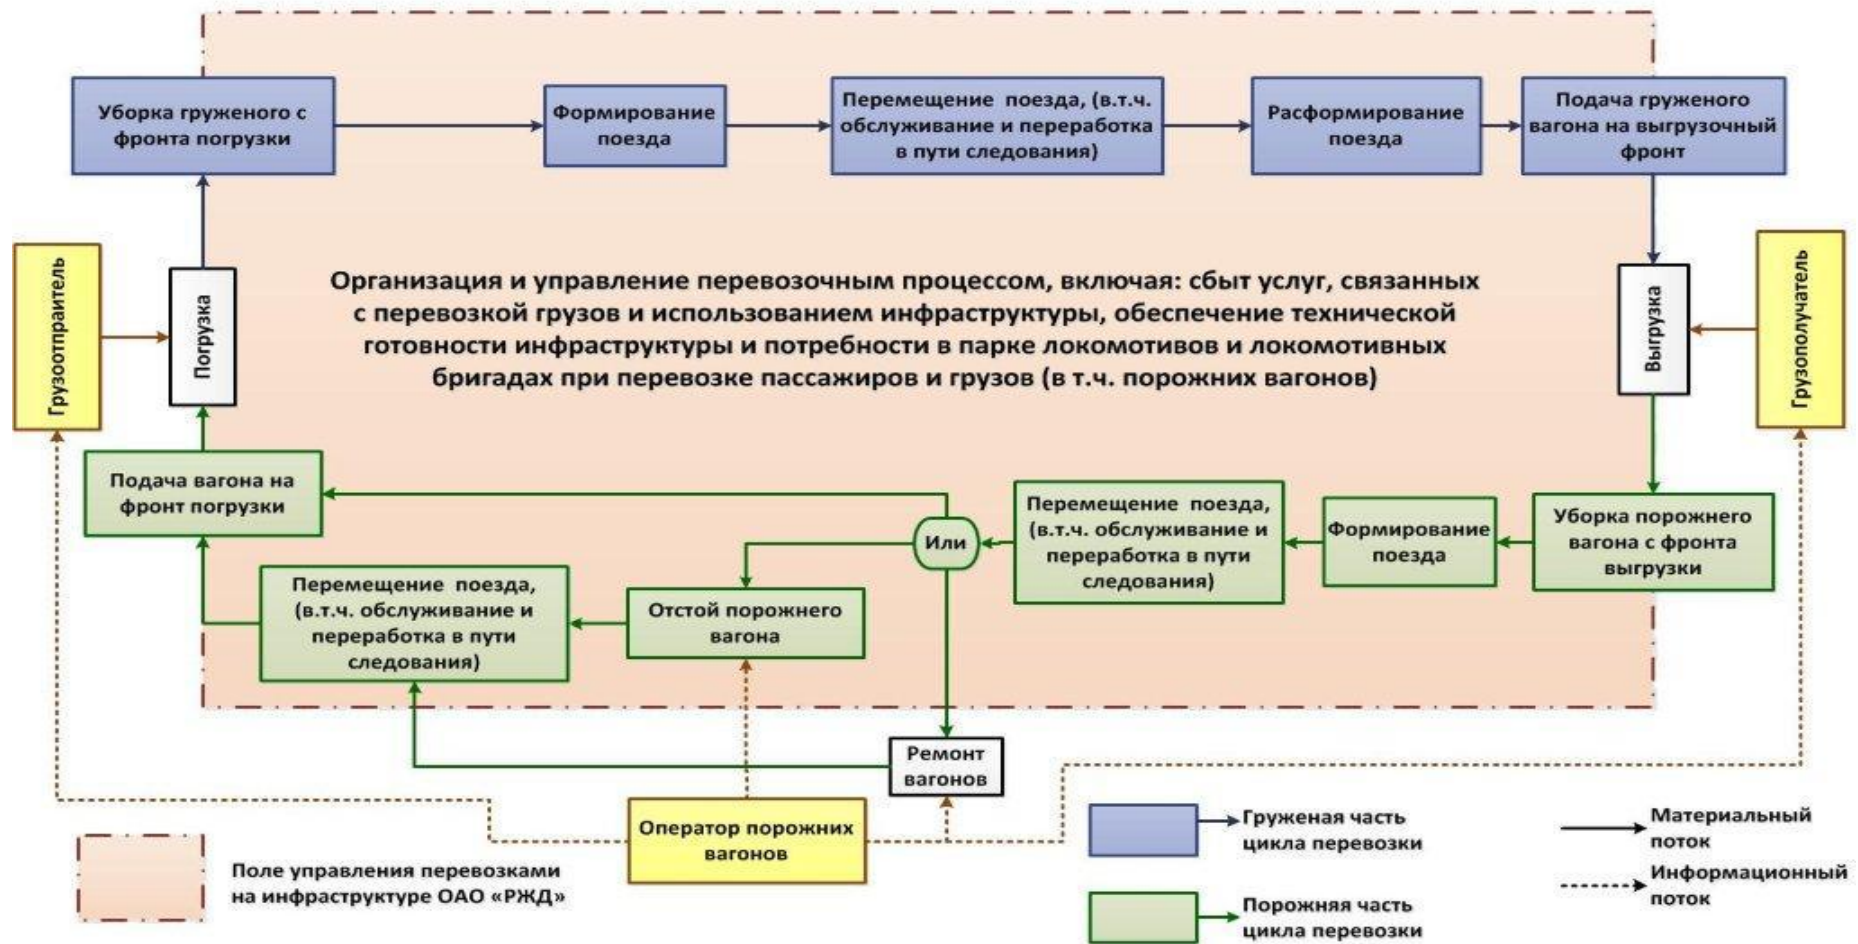 Уборка груженого с
фронта погрузки
Формирование
поезда
Перемещение поезда, (в.т.ч.
обслуживание и переработка
в пути следования)
Расформирование
поезда
Подача груженого
вагона на выгрузочный
фронт
Грузоотпраитель
Погрузка
Организация и управление перевозочным процессом, включая: сбыт услуг, связанных
с перевозкой грузов и использованием инфраструктуры, обеспечение технической
готовности инфраструктуры и потребности в парке локомотивов и локомотивных
бригадах при перевозке пассажиров и грузов (в т.ч. порожних вагонов)
Выгрузка
Грузополучатель
Подача вагона на
фронт погрузки
Перемещение поезда,
(в.т.ч. обслуживание и
переработка в пути
следования)
Отстой порожнего
вагона
Или
Перемещение поезда,
(в.т.ч. обслуживание и
переработка в пути
следования)
Формирование
поезда
Уборка порожнего
вагона с фронта
выгрузки
Ремонт
вагонов
Оператор порожних
вагонов
Поле управления перевозками
на инфраструктуре ОАО «РЖД»
Груженая часть
цикла перевозки
Порожняя часть
цикла перевозки
Материальный
поток
Информационный
поток